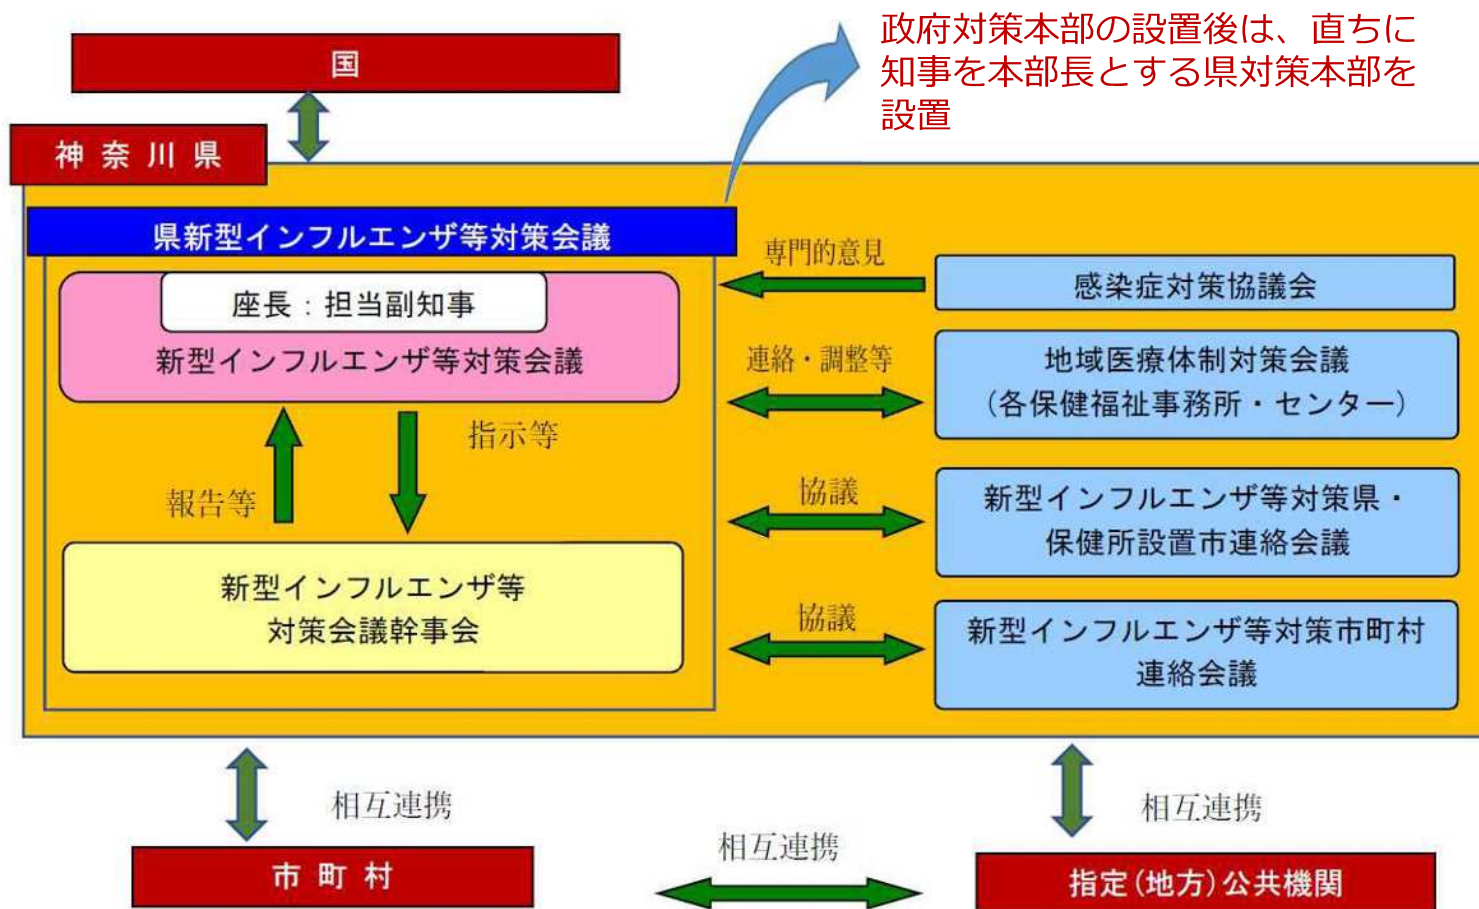 政府対策本部の設置後は、直ちに
知事を本部長とする県対策本部を
設置
国
神奈川県
県新型インフルエンザ等対策会議
座長：担当副知事
新型インフルエンザ等対策会議
指示等
報告等
新型インフルエンザ等
対策会議幹事会
専門的意見
感染症対策協議会
連絡・調整等
地域医療体制対策会議
（各保健福祉事務所・センター）
協議
新型インフルエンザ等対策県・
保健所設置市連絡会議
協議
新型インフルエンザ等対策市町村
連絡会議
相互連携
相互連携
市町村
相互連携
指定(地方)公共機関